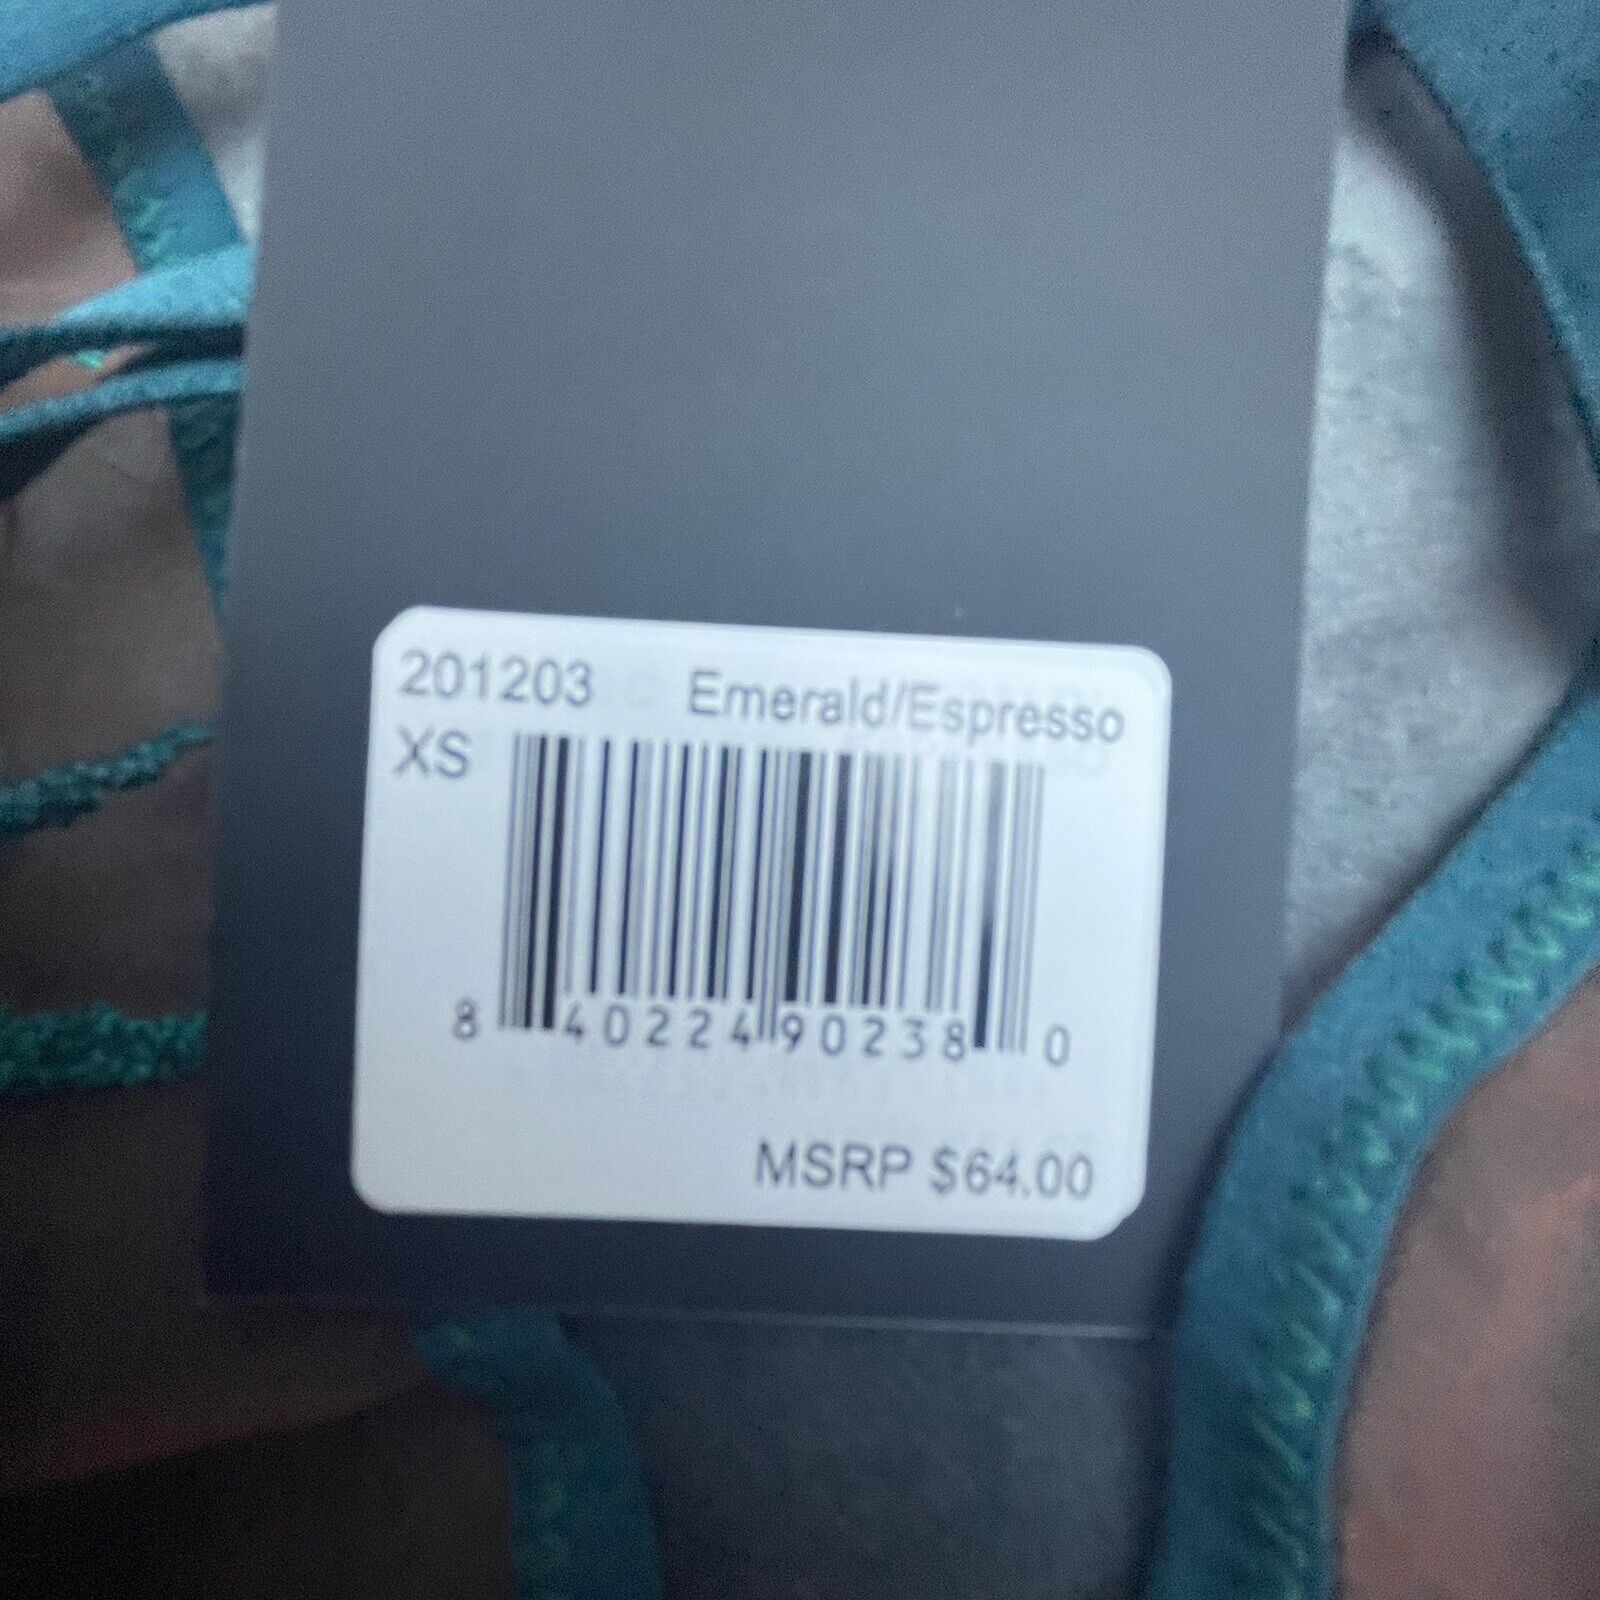 201203 Emerald/Espresso
XS
8 40224 90238 0
MSRP $64.00